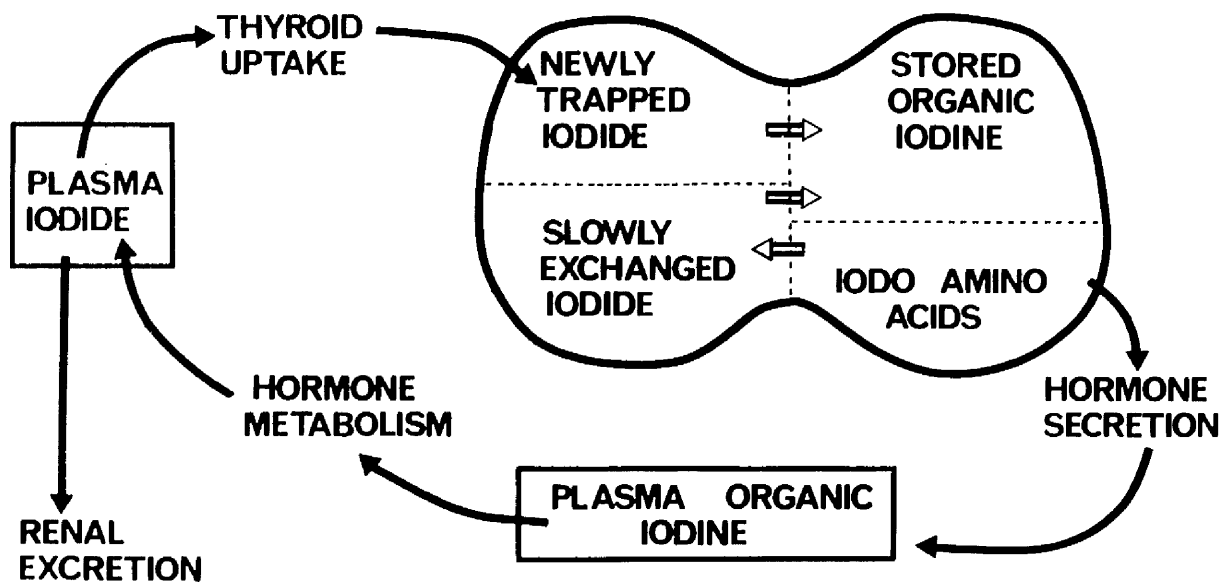 THYROID
UPTAKE
NEWLY
TRAPPED
IODIDE
STORED
ORGANIC
IODINE
PLASMA
IODIDE
SLOWLY
EXCHANGED
IODIDE
IODO AMINO
ACIDS
HORMONE
METABOLISM
HORMONE
SECRETION
PLASMA ORGANIC
IODINE
RENAL
EXCRETION